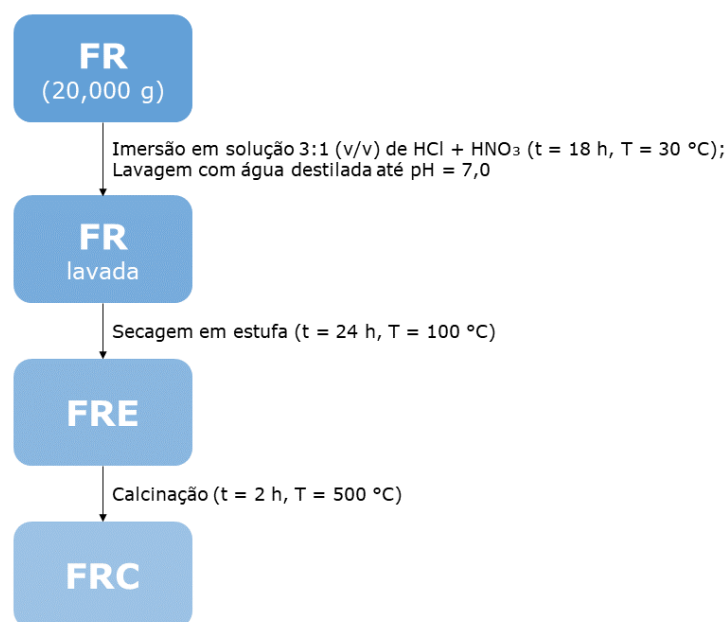 FR
(20,000 g)
Imersão em solução 3:1 (v/v) de HCl + HNO₃ (t = 18 h, T = 30 °C);
Lavagem com água destilada até pH = 7,0
FR
lavada
Secagem em estufa (t = 24 h, T = 100 °C)
FRE
Calcinação (t = 2 h, T = 500 °C)
FRC